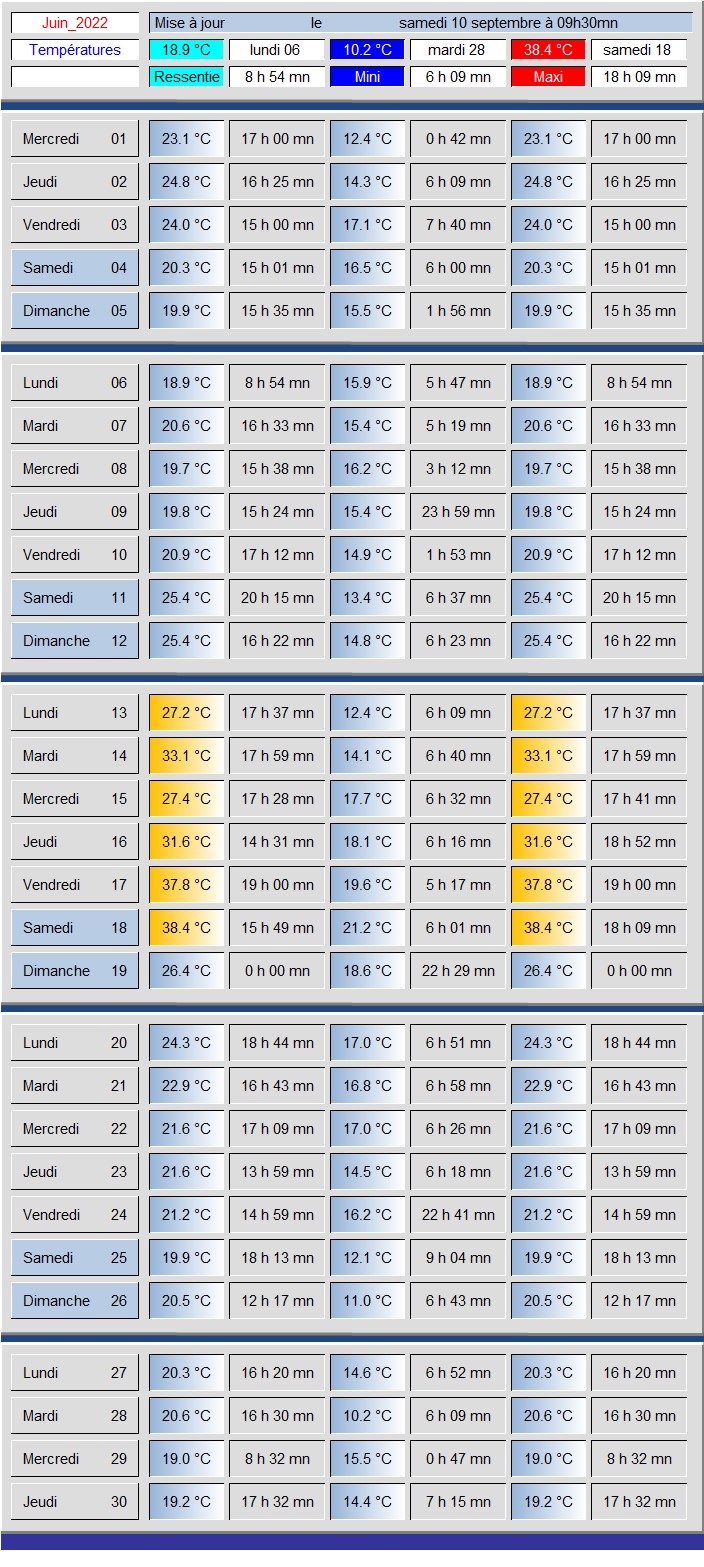 Juin_2022 Mise à jour le samedi 10 septembre à 09h30mn
Températures 18.9 °C lundi 06 10.2 °C mardi 28 38.4 °C samedi 18
Ressentie 8 h 54 mn Mini 6 h 09 mn Maxi 18 h 09 mn
Mercredi 01 23.1 °C 17 h 00 mn 12.4 °C 0 h 42 mn 23.1 °C 17 h 00 mn
Jeudi 02 24.8 °C 16 h 25 mn 14.3 °C 6 h 09 mn 24.8 °C 16 h 25 mn
Vendredi 03 24.0 °C 15 h 00 mn 17.1 °C 7 h 40 mn 24.0 °C 15 h 00 mn
Samedi 04 20.3 °C 15 h 01 mn 16.5 °C 6 h 00 mn 20.3 °C 15 h 01 mn
Dimanche 05 19.9 °C 15 h 35 mn 15.5 °C 1 h 56 mn 19.9 °C 15 h 35 mn
Lundi 06 18.9 °C 8 h 54 mn 15.9 °C 5 h 47 mn 18.9 °C 8 h 54 mn
Mardi 07 20.6 °C 16 h 33 mn 15.4 °C 5 h 19 mn 20.6 °C 16 h 33 mn
Mercredi 08 19.7 °C 15 h 38 mn 16.2 °C 3 h 12 mn 19.7 °C 15 h 38 mn
Jeudi 09 19.8 °C 15 h 24 mn 15.4 °C 23 h 59 mn 19.8 °C 15 h 24 mn
Vendredi 10 20.9 °C 17 h 12 mn 14.9 °C 1 h 53 mn 20.9 °C 17 h 12 mn
Samedi 11 25.4 °C 20 h 15 mn 13.4 °C 6 h 37 mn 25.4 °C 20 h 15 mn
Dimanche 12 25.4 °C 16 h 22 mn 14.8 °C 6 h 23 mn 25.4 °C 16 h 22 mn
Lundi 13 27.2 °C 17 h 37 mn 12.4 °C 6 h 09 mn 27.2 °C 17 h 37 mn
Mardi 14 33.1 °C 17 h 59 mn 14.1 °C 6 h 40 mn 33.1 °C 17 h 59 mn
Mercredi 15 27.4 °C 17 h 28 mn 17.7 °C 6 h 32 mn 27.4 °C 17 h 41 mn
Jeudi 16 31.6 °C 14 h 31 mn 18.1 °C 6 h 16 mn 31.6 °C 18 h 52 mn
Vendredi 17 37.8 °C 19 h 00 mn 19.6 °C 5 h 17 mn 37.8 °C 19 h 00 mn
Samedi 18 38.4 °C 15 h 49 mn 21.2 °C 6 h 01 mn 38.4 °C 18 h 09 mn
Dimanche 19 26.4 °C 0 h 00 mn 18.6 °C 22 h 29 mn 26.4 °C 0 h 00 mn
Lundi 20 24.3 °C 18 h 44 mn 17.0 °C 6 h 51 mn 24.3 °C 18 h 44 mn
Mardi 21 22.9 °C 16 h 43 mn 16.8 °C 6 h 58 mn 22.9 °C 16 h 43 mn
Mercredi 22 21.6 °C 17 h 09 mn 17.0 °C 6 h 26 mn 21.6 °C 17 h 09 mn
Jeudi 23 21.6 °C 13 h 59 mn 14.5 °C 6 h 18 mn 21.6 °C 13 h 59 mn
Vendredi 24 21.2 °C 14 h 59 mn 16.2 °C 22 h 41 mn 21.2 °C 14 h 59 mn
Samedi 25 19.9 °C 18 h 13 mn 12.1 °C 9 h 04 mn 19.9 °C 18 h 13 mn
Dimanche 26 20.5 °C 12 h 17 mn 11.0 °C 6 h 43 mn 20.5 °C 12 h 17 mn
Lundi 27 20.3 °C 16 h 20 mn 14.6 °C 6 h 52 mn 20.3 °C 16 h 20 mn
Mardi 28 20.6 °C 16 h 30 mn 10.2 °C 6 h 09 mn 20.6 °C 16 h 30 mn
Mercredi 29 19.0 °C 8 h 32 mn 15.5 °C 0 h 47 mn 19.0 °C 8 h 32 mn
Jeudi 30 19.2 °C 17 h 32 mn 14.4 °C 7 h 15 mn 19.2 °C 17 h 32 mn